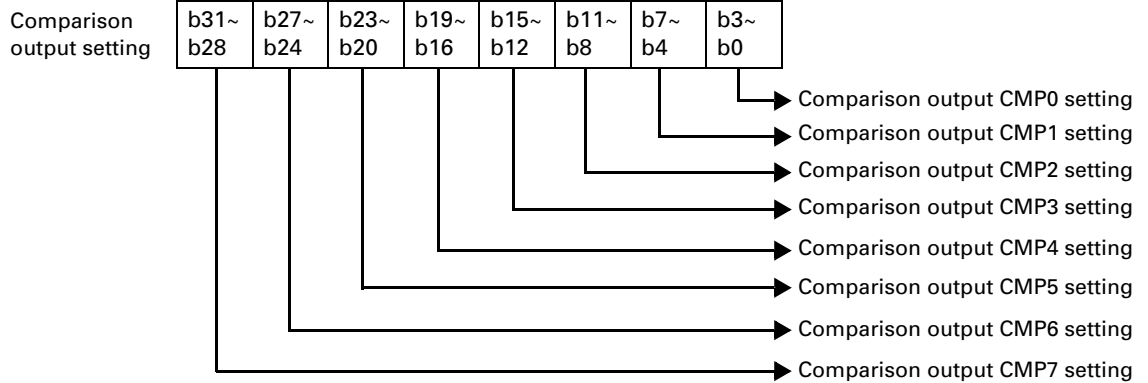 Comparison
output setting
b31~ b27~ b23~ b19~ b15~ b11~ b7~ b3~
b28 b24 b20 b16 b12 b8 b4 b0
Comparison output CMP0 setting
Comparison output CMP1 setting
Comparison output CMP2 setting
Comparison output CMP3 setting
Comparison output CMP4 setting
Comparison output CMP5 setting
Comparison output CMP6 setting
Comparison output CMP7 setting